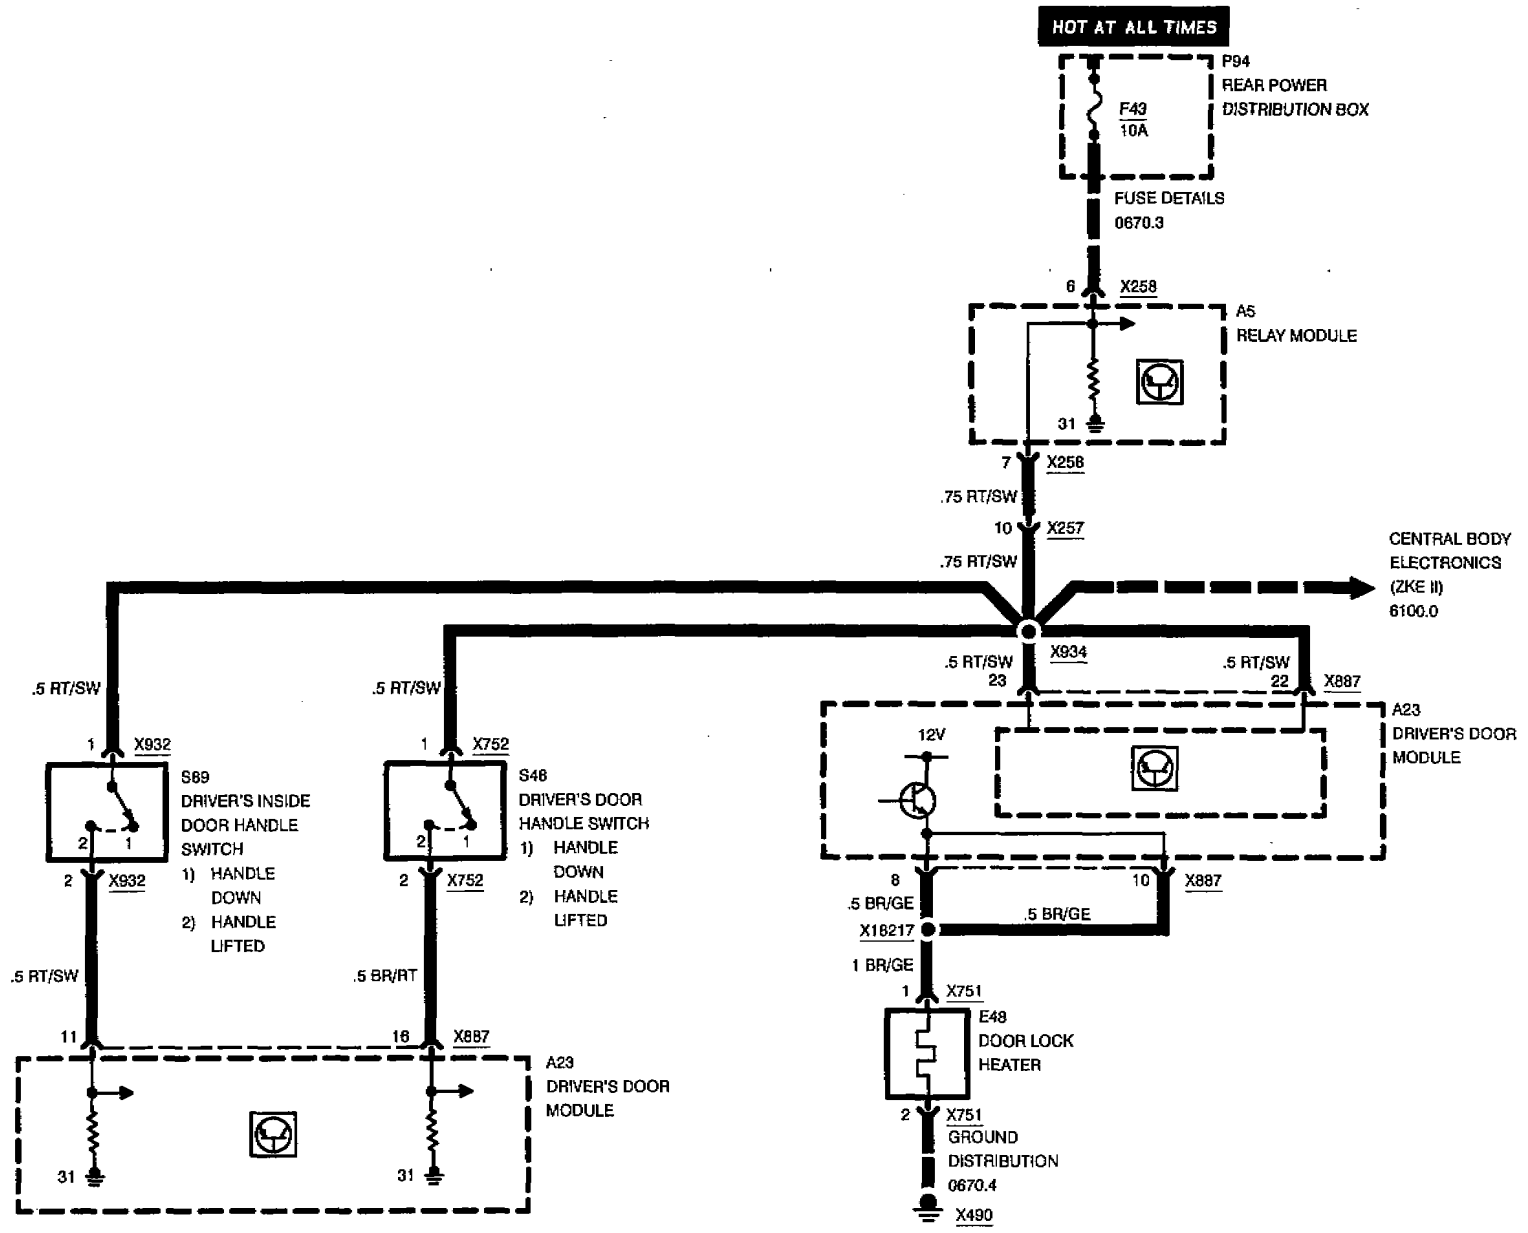 HOT AT ALL TIMES
P94
REAR POWER
DISTRIBUTION BOX
F43
10A
FUSE DETAILS
0670.3
6 X258
A5
RELAY MODULE
31
7 X258
.75 RT/SW
10 X257
.75 RT/SW
CENTRAL BODY
ELECTRONICS
(ZKE II)
6100.0
X934
.5 RT/SW
23
.5 RT/SW
22 X887
.5 RT/SW
.5 RT/SW
1 X932
1 X752
A23
DRIVER'S DOOR
MODULE
12V
S69
DRIVER'S INSIDE
DOOR HANDLE
SWITCH
1) HANDLE
DOWN
2) HANDLE
LIFTED
2 1
S46
DRIVER'S DOOR
HANDLE SWITCH
1) HANDLE
DOWN
2) HANDLE
LIFTED
2 1
2 X932
2 X752
8
10 X887
.5 BR/GE
.5 BR/GE
X18217
1 BR/GE
.5 RT/SW
.5 BR/RT
1 X751
E48
DOOR LOCK
HEATER
11
16 X887
A23
DRIVER'S DOOR
MODULE
31
31
2 X751
GROUND
DISTRIBUTION
0670.4
X490